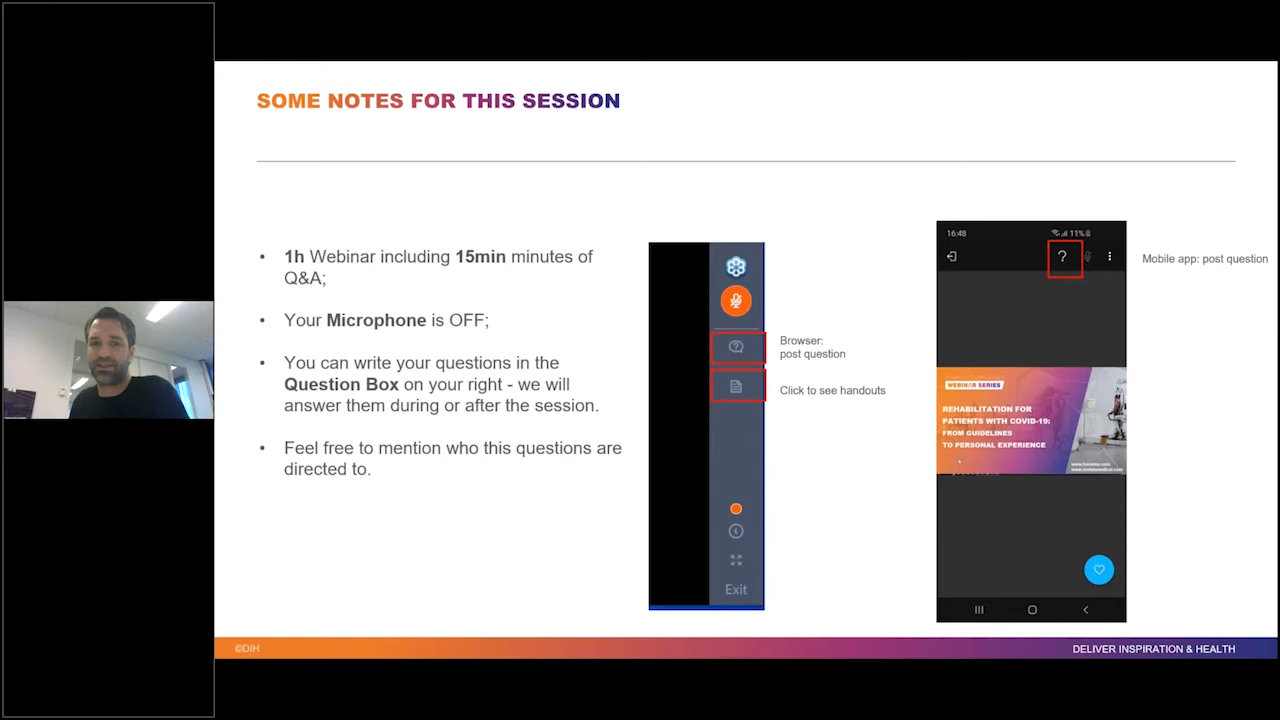 SOME NOTES FOR THIS SESSION
• 1h Webinar including 15min minutes of
Q&A;
• Your Microphone is OFF;
• You can write your questions in the
Question Box on your right - we will
answer them during or after the session.
• Feel free to mention who this questions are
directed to.
Browser:
post question
Click to see handouts
Exit
16:48
11%
Mobile app: post question
WEBINAR SERIES
REHABILITATION FOR
PATIENTS WITH COVID-19:
FROM GUIDELINES
TO PERSONAL EXPERIENCE
©DIH
DELIVER INSPIRATION & HEALTH